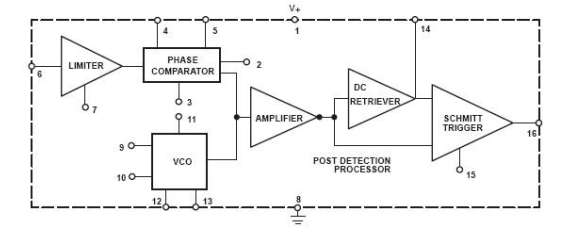 V+
4
5
1
14
LIMITER
PHASE
COMPARATOR
2
6
7
3
DC
RETRIEVER
11
AMPLIFIER
SCHMITT
TRIGGER
9
VCO
16
10
POST DETECTION
PROCESSOR
15
12
13
8